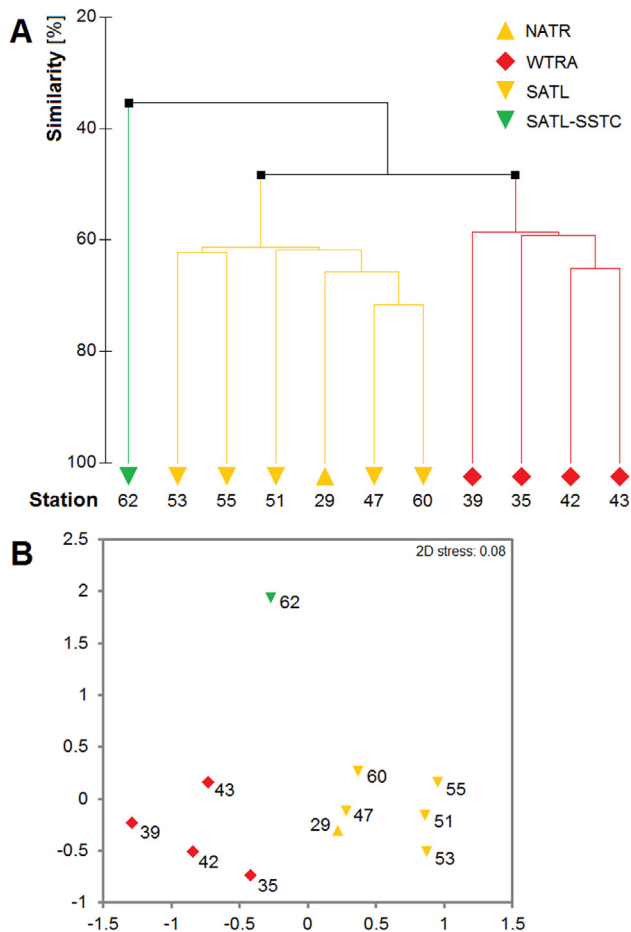 A
Similarity [%]
20
40
60
80
100
NATR
WTRA
SATL
SATL-SSTC
Station 62 53 55 51 29 47 60 39 35 42 43
B
2D stress: 0.08
2.5
2
1.5
1
0.5
0
-0.5
-1
62
60
55
43
47
51
29
39
53
42
35
-1.5 -1 -0.5 0 0.5 1 1.5